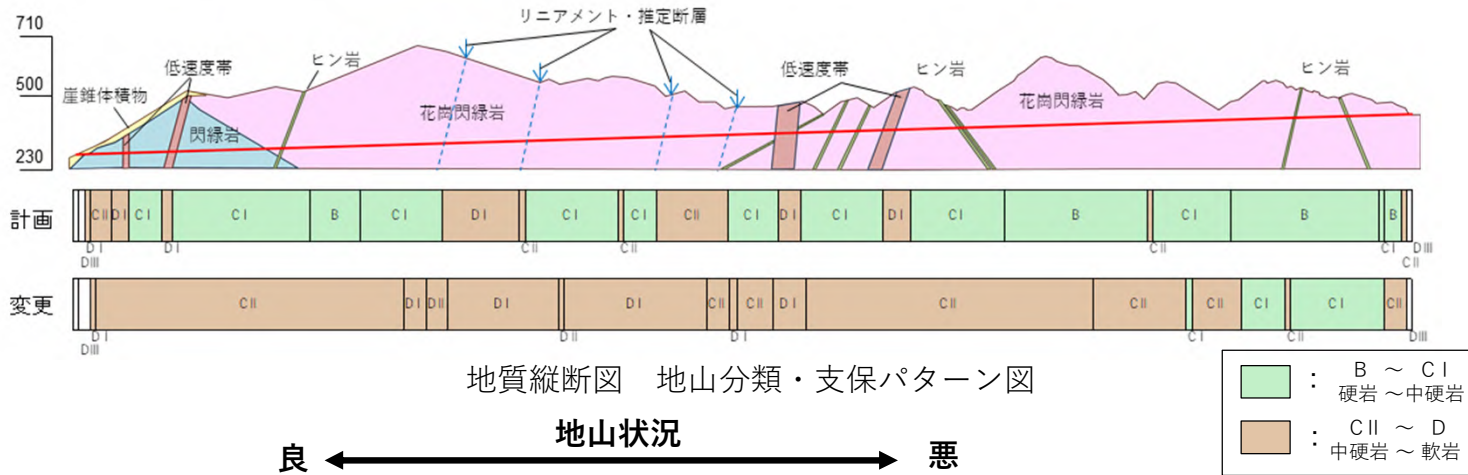 710
500
230
リニアメント・推定断層
低速度帯
ヒン岩
崖錐体積物
閃緑岩
花崗閃緑岩
低速度帯
ヒン岩
花崗閃緑岩
ヒン岩
計画
CⅡ DⅠ CⅠ CⅠ B CⅠ DⅠ CⅠ CⅠ CⅡ CⅠ DⅠ CⅠ DⅠ CⅠ B CⅠ B B
DⅠ DⅠ CⅡ CⅡ CⅡ CⅠ DⅢ
DⅢ CⅡ
変更
CⅡ DⅠ DⅡ DⅠ DⅠ CⅡ CⅡ DⅠ CⅡ CⅡ CⅡ CⅠ CⅠ CⅡ
DⅠ DⅡ DⅠ CⅠ CⅡ DⅢ
DⅢ
地質縦断図　地山分類・支保パターン図
地山状況
良 悪
： B ～ CⅠ
硬岩 ～ 中硬岩
： CⅡ ～ D
中硬岩 ～ 軟岩